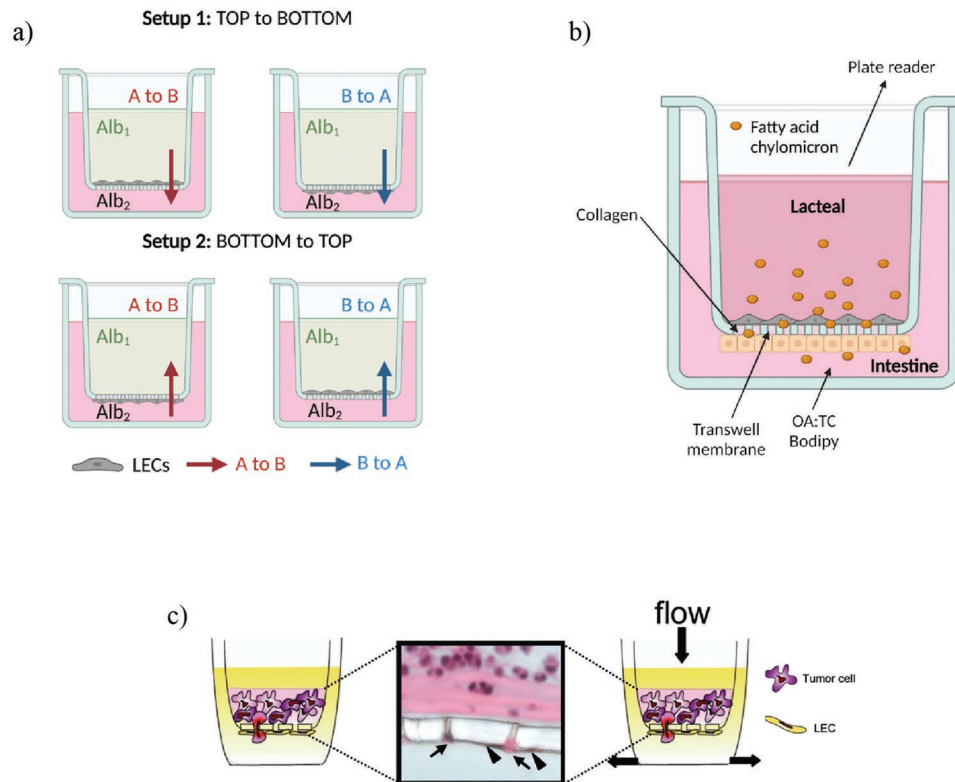 a)
Setup 1: TOP to BOTTOM
A to B
Alb₁
Alb₂
B to A
Alb₁
Alb₂
Setup 2: BOTTOM to TOP
A to B
Alb₁
Alb₂
B to A
Alb₁
Alb₂
LECs
A to B
B to A
b)
Plate reader
Fatty acid
chylomicron
Collagen
Lacteal
Intestine
Transwell
membrane
OA:TC
Bodipy
c)
flow
Tumor cell
LEC